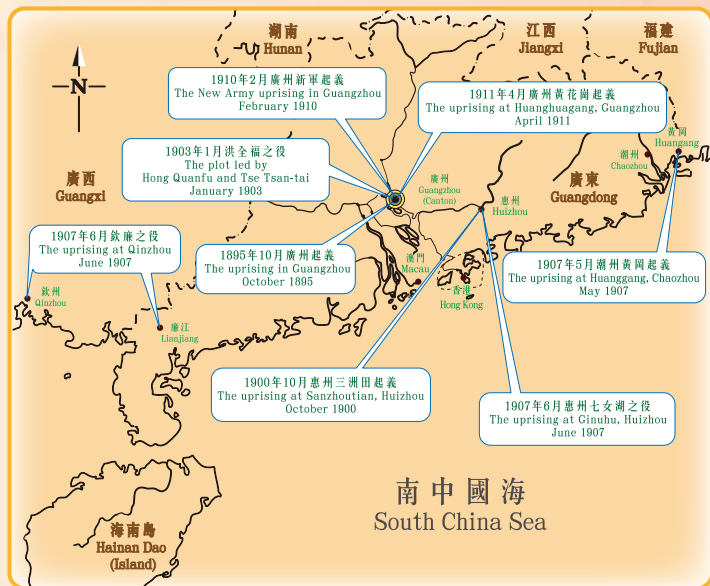 湖南
Hunan
江西
Jiangxi
福建
Fujian
N
1910年2月廣州新軍起義
The New Army uprising in Guangzhou
February 1910
1911年4月廣州黃花崗起義
The uprising at Huanghuagang, Guangzhou
April 1911
黃岡
Huangang
潮州
Chaozhou
1903年1月洪全福之役
The plot led by
Hong Quanfu and Tse Tsan-tai
January 1903
廣西
Guangxi
廣州
Guangzhou
(Canton)
惠州
Huizhou
廣東
Guangdong
1907年6月欽廉之役
The uprising at Qinzhou
June 1907
1895年10月廣州起義
The uprising in Guangzhou
October 1895
澳門
Macau
香港
Hong Kong
1907年5月潮州黃岡起義
The uprising at Huanggang, Chaozhou
May 1907
欽州
Qinzhou
廉江
Lianjiang
1900年10月惠州三洲田起義
The uprising at Sanzhoutian, Huizhou
October 1900
1907年6月惠州七女湖之役
The uprising at Ginuhu, Huizhou
June 1907
南中國海
South China Sea
海南島
Hainan Dao
(Island)